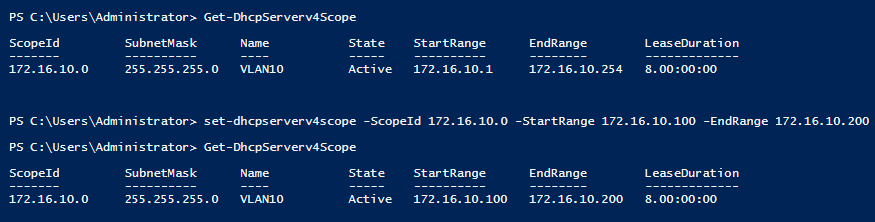 PS C:\Users\Administrator> Get-DhcpServerv4Scope
ScopeId SubnetMask Name State StartRange EndRange LeaseDuration
------- ---------- ---- ----- ---------- -------- -------------
172.16.10.0 255.255.255.0 VLAN10 Active 172.16.10.1 172.16.10.254 8.00:00:00
PS C:\Users\Administrator> set-dhcpserverv4scope -ScopeId 172.16.10.0 -StartRange 172.16.10.100 -EndRange 172.16.10.200
PS C:\Users\Administrator> Get-DhcpServerv4Scope
ScopeId SubnetMask Name State StartRange EndRange LeaseDuration
------- ---------- ---- ----- ---------- -------- -------------
172.16.10.0 255.255.255.0 VLAN10 Active 172.16.10.100 172.16.10.200 8.00:00:00